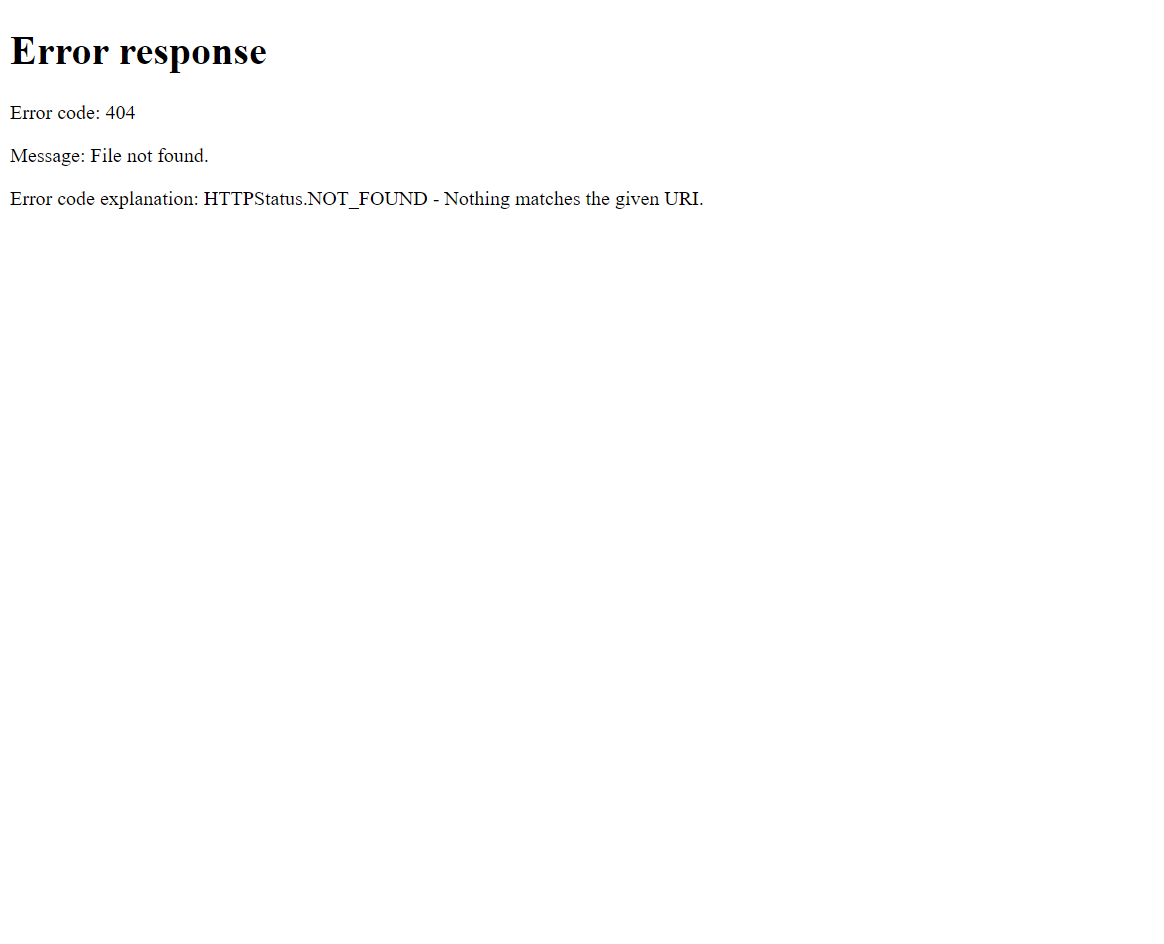 Error response
Error code: 404
Message: File not found.
Error code explanation: HTTPStatus.NOT_FOUND - Nothing matches the given URI.